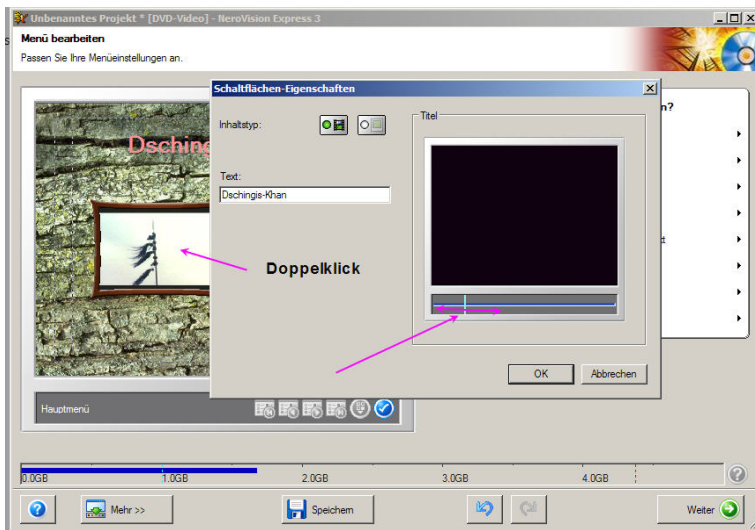 Unbenanntes Projekt * [DVD-Video] - NeroVision Express 3
s
Menü bearbeiten
Passen Sie Ihre Menüeinstellungen an.
Schaltflächen-Eigenschaften
n?
Inhaltstyp:
Titel
Dsching
Text:
Dschingis-Khan
t
Doppelklick
OK
Abbrechen
Hauptmenü
0.0GB 1.0GB 2.0GB 3.0GB 4.0GB
Mehr >>
Speichern
Weiter